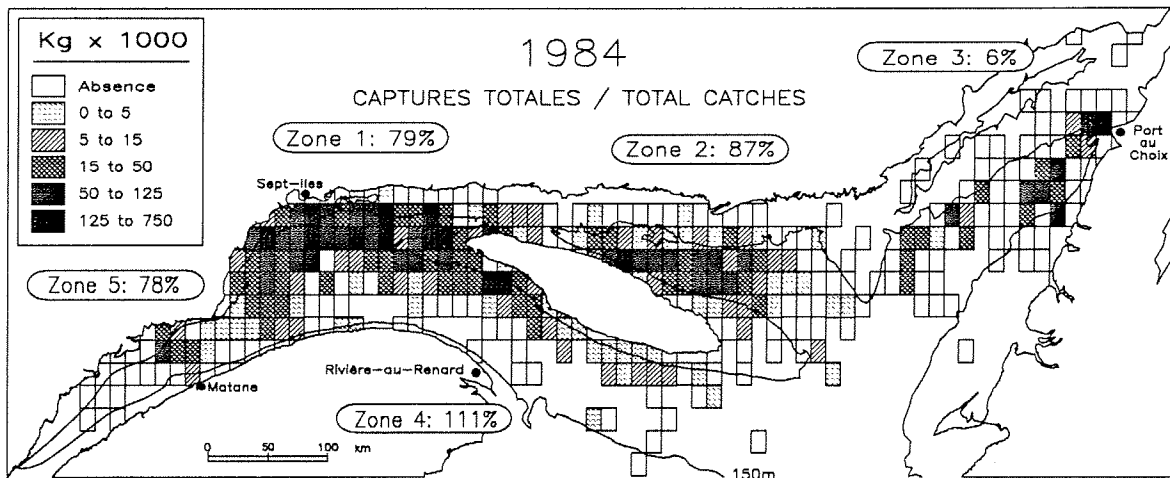 Kg x 1000
Absence
0 to 5
5 to 15
15 to 50
50 to 125
125 to 750
1984
CAPTURES TOTALES / TOTAL CATCHES
Zone 3: 6%
Zone 1: 79%
Zone 2: 87%
Port
au
Choix
Sept-Iles
Zone 5: 78%
Rivière-au-Renard
Matane
Zone 4: 111%
0 50 100 km
150m